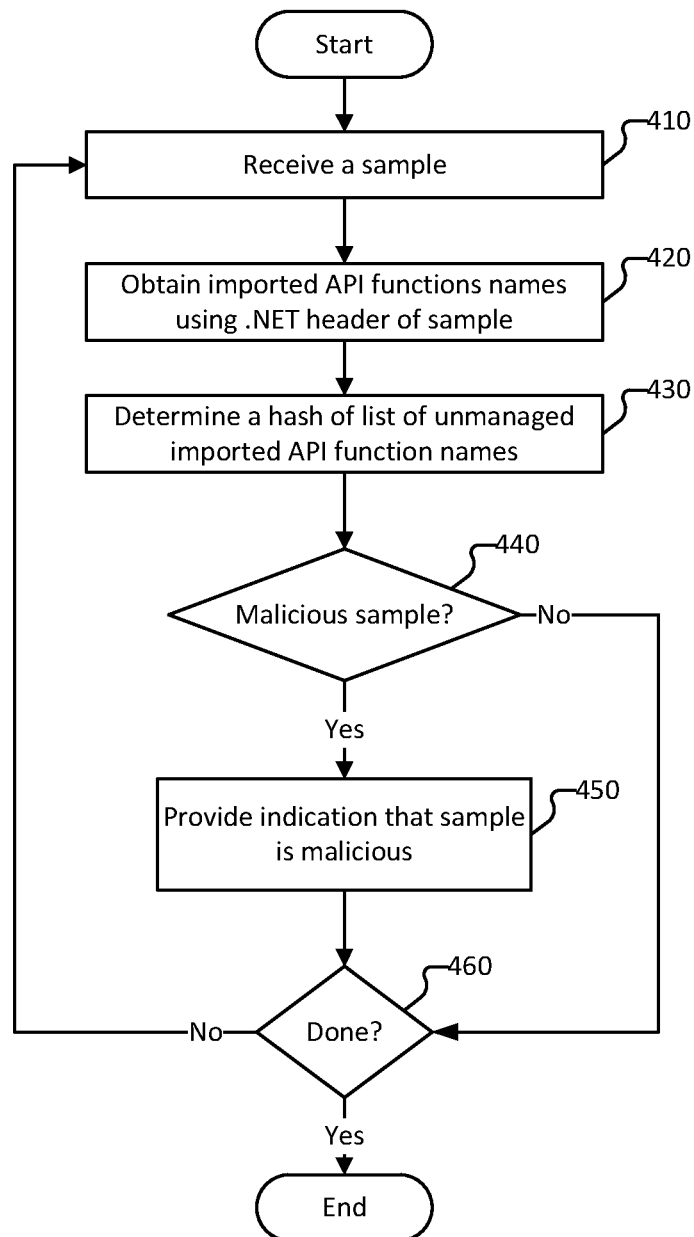 Start
410
Receive a sample
420
Obtain imported API functions names
using .NET header of sample
430
Determine a hash of list of unmanaged
imported API function names
440
Malicious sample?
No
Yes
450
Provide indication that sample
is malicious
460
Done?
No
Yes
End